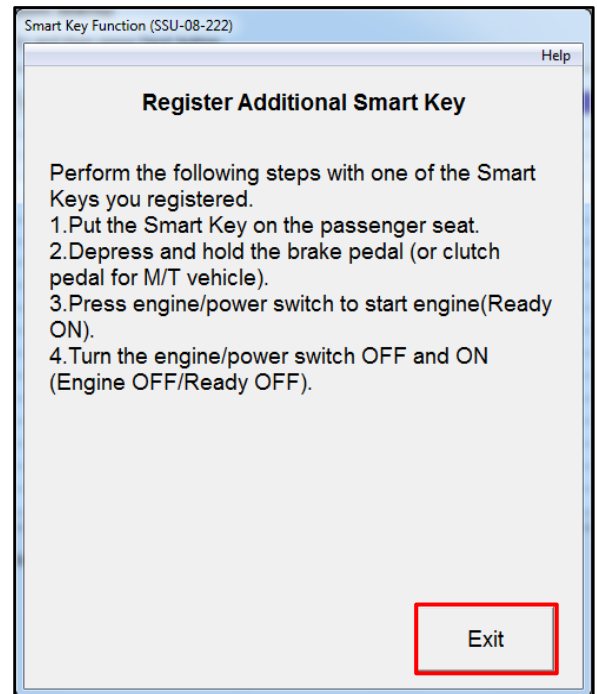 Smart Key Function (SSU-08-222)
Help
Register Additional Smart Key
Perform the following steps with one of the Smart
Keys you registered.
1.Put the Smart Key on the passenger seat.
2.Depress and hold the brake pedal (or clutch
pedal for M/T vehicle).
3.Press engine/power switch to start engine(Ready
ON).
4.Turn the engine/power switch OFF and ON
(Engine OFF/Ready OFF).
Exit